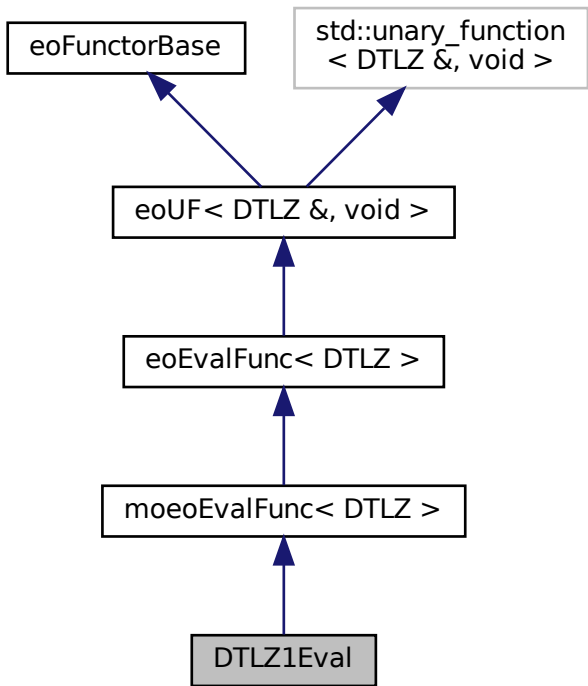 eoFunctorBase
std::unary_function
< DTLZ &, void >
eoUF< DTLZ &, void >
eoEvalFunc< DTLZ >
moeoEvalFunc< DTLZ >
DTLZ1Eval